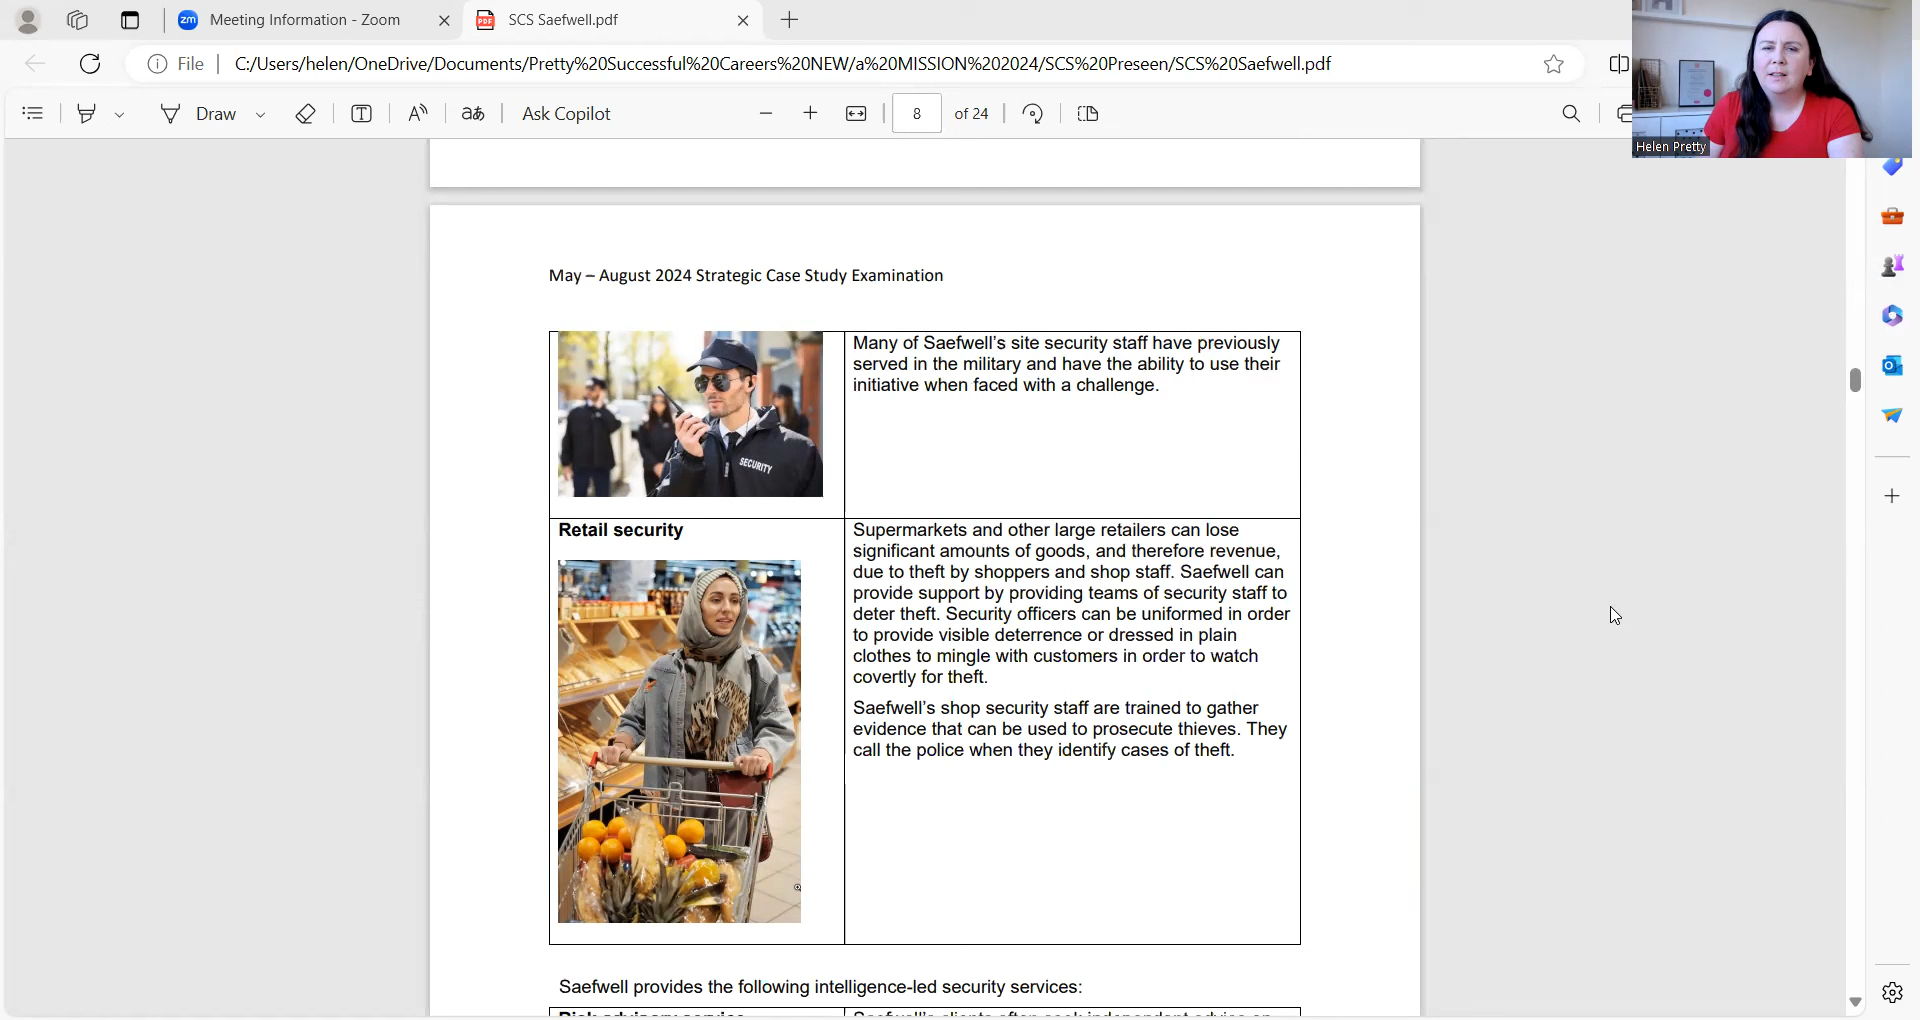 Meeting Information - Zoom
SCS Saefwell.pdf
File
C:/Users/helen/OneDrive/Documents/Pretty%20Successful%20Careers%20NEW/a%20MISSION%202024/SCS%20Preseen/SCS%20Saefwell.pdf
Draw
aあ
Ask Copilot
8
of 24
Helen Pretty
May – August 2024 Strategic Case Study Examination
SECURITY
Many of Saefwell's site security staff have previously
served in the military and have the ability to use their
initiative when faced with a challenge.
Retail security
Supermarkets and other large retailers can lose
significant amounts of goods, and therefore revenue,
due to theft by shoppers and shop staff. Saefwell can
provide support by providing teams of security staff to
deter theft. Security officers can be uniformed in order
to provide visible deterrence or dressed in plain
clothes to mingle with customers in order to watch
covertly for theft.
Saefwell's shop security staff are trained to gather
evidence that can be used to prosecute thieves. They
call the police when they identify cases of theft.
Saefwell provides the following intelligence-led security services: